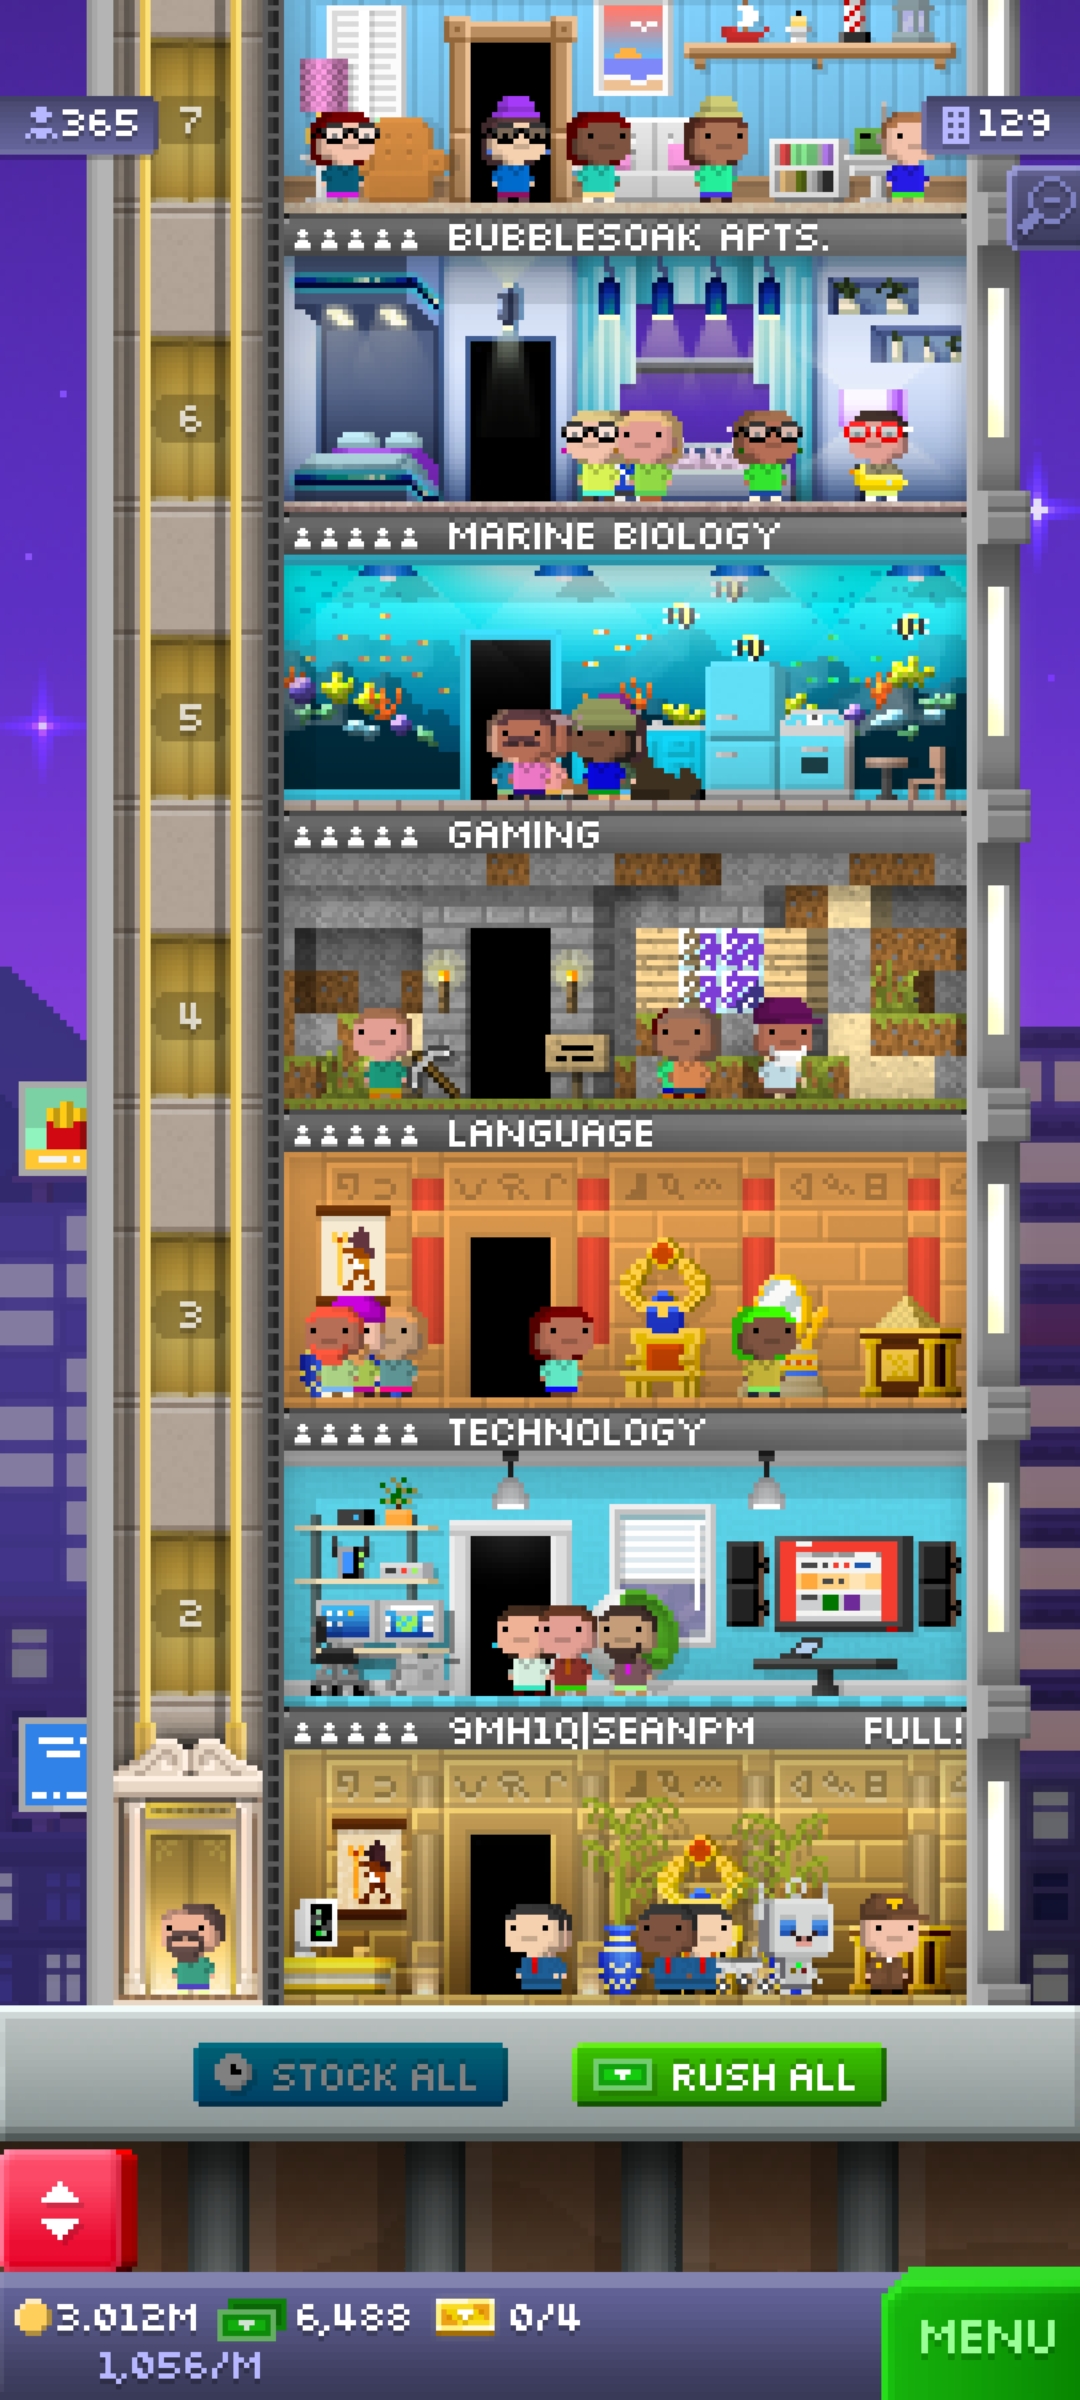 365
7
129
BUBBLESOAK APTS.
6
MARINE BIOLOGY
5
GAMING
4
LANGUAGE
3
TECHNOLOGY
2
9MH1Q|SEANPM FULL!
STOCK ALL
RUSH ALL
3.012M 6,488 0/4
1,056/M
MENU